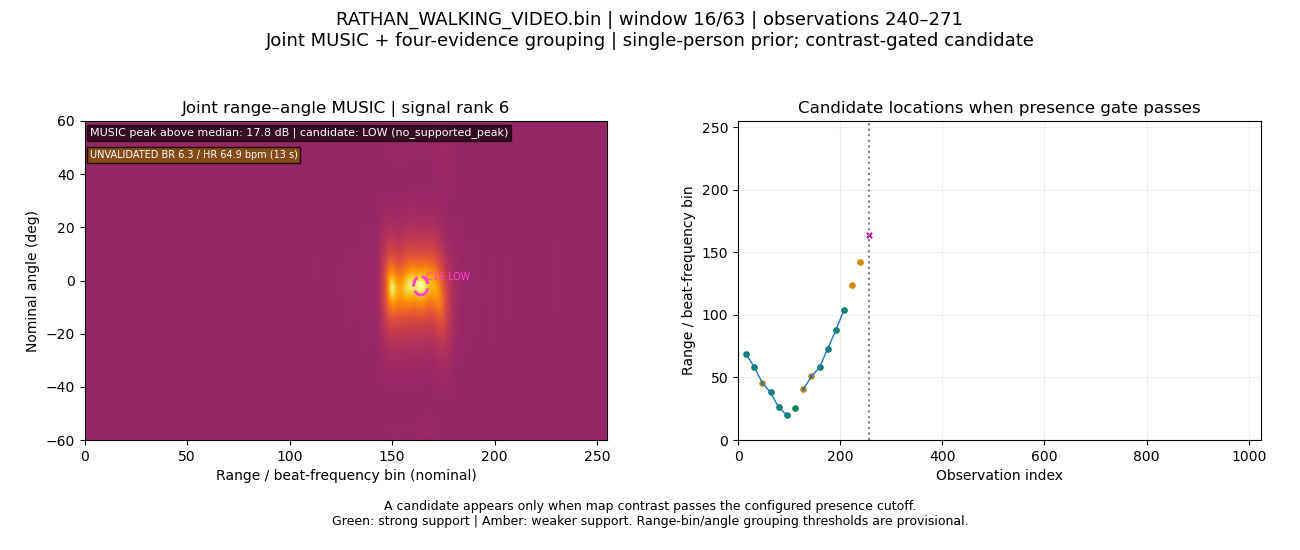 RATHAN_WALKING_VIDEO.bin | window 16/63 | observations 240–271
Joint MUSIC + four-evidence grouping | single-person prior; contrast-gated candidate
Joint range–angle MUSIC | signal rank 6
MUSIC peak above median: 17.8 dB | candidate: LOW (no_supported_peak)
UNVALIDATED BR 6.3 / HR 64.9 bpm (13 s)
LOW
Nominal angle (deg)
60
40
20
0
−20
−40
−60
0 50 100 150 200 250
Range / beat-frequency bin (nominal)
Candidate locations when presence gate passes
Range / beat-frequency bin
250
200
150
100
50
0
0 200 400 600 800 1000
Observation index
A candidate appears only when map contrast passes the configured presence cutoff.
Green: strong support | Amber: weaker support. Range-bin/angle grouping thresholds are provisional.